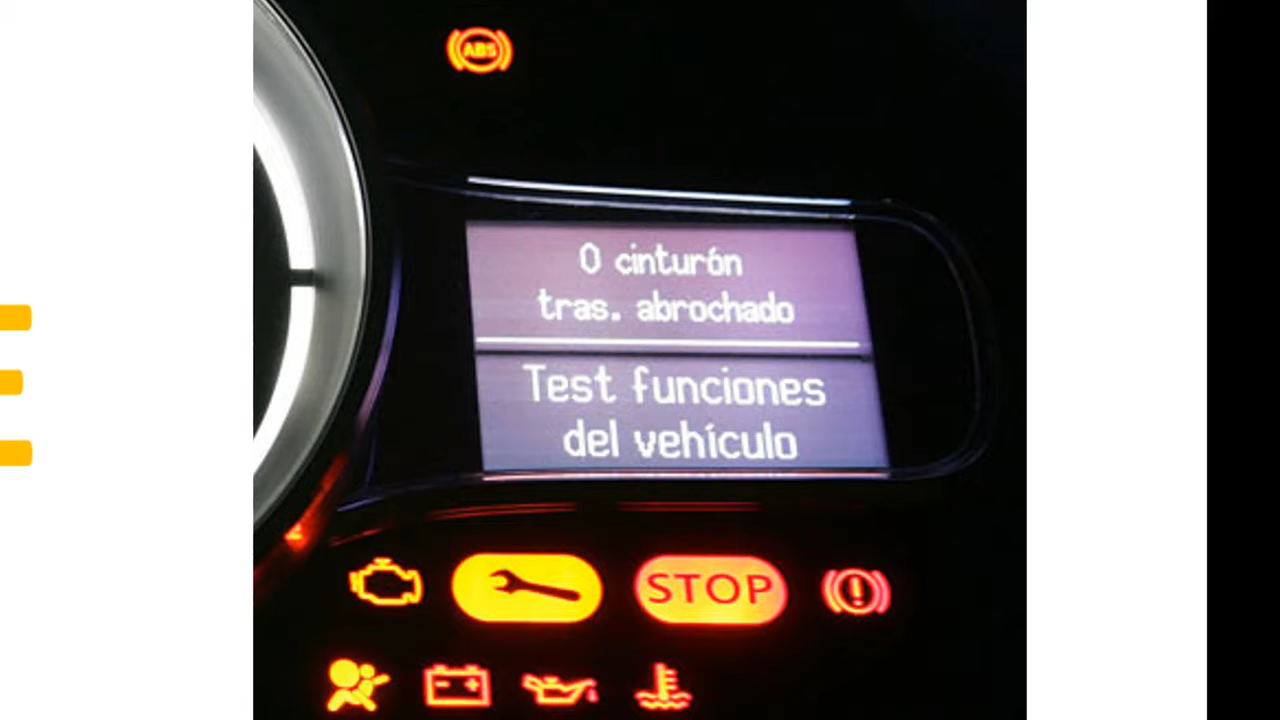 ABS
0 cinturón
tras. abrochado
Test funciones
del vehículo
STOP